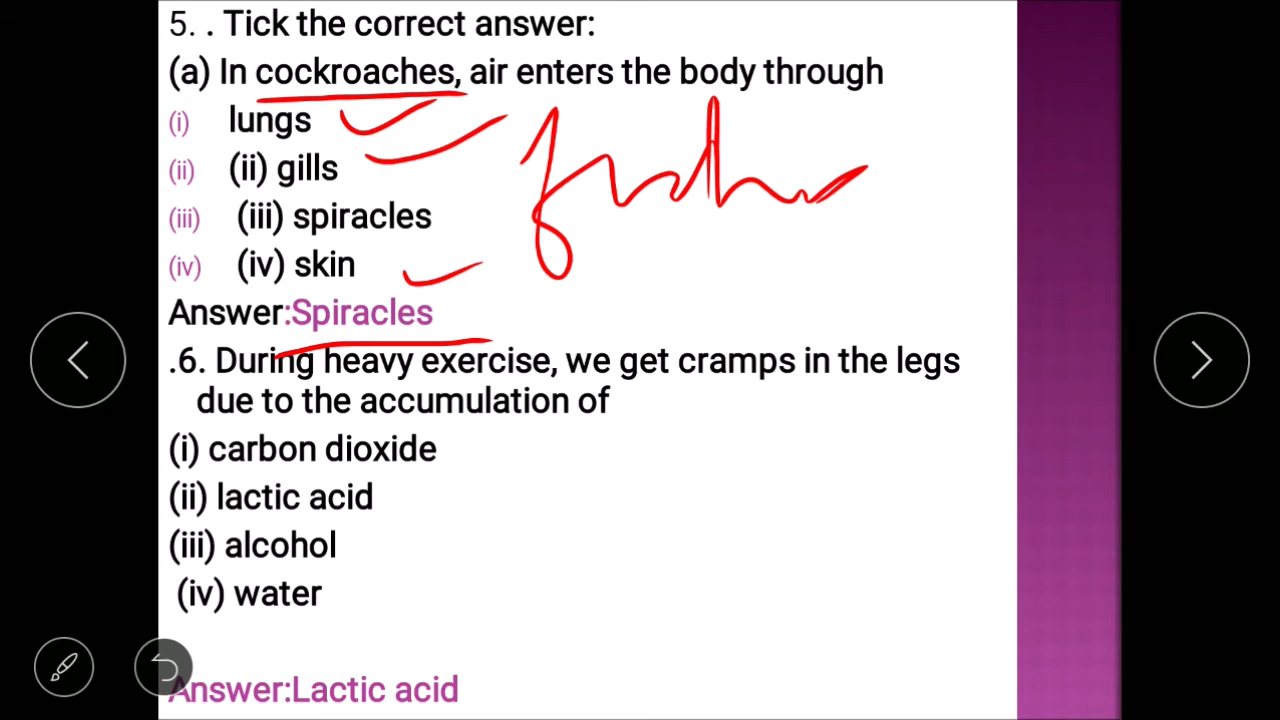 5. . Tick the correct answer:
(a) In cockroaches, air enters the body through
(i) lungs
(ii) (ii) gills
(iii) (iii) spiracles
(iv) (iv) skin
Answer:Spiracles
.6. During heavy exercise, we get cramps in the legs
due to the accumulation of
(i) carbon dioxide
(ii) lactic acid
(iii) alcohol
(iv) water
Answer:Lactic acid